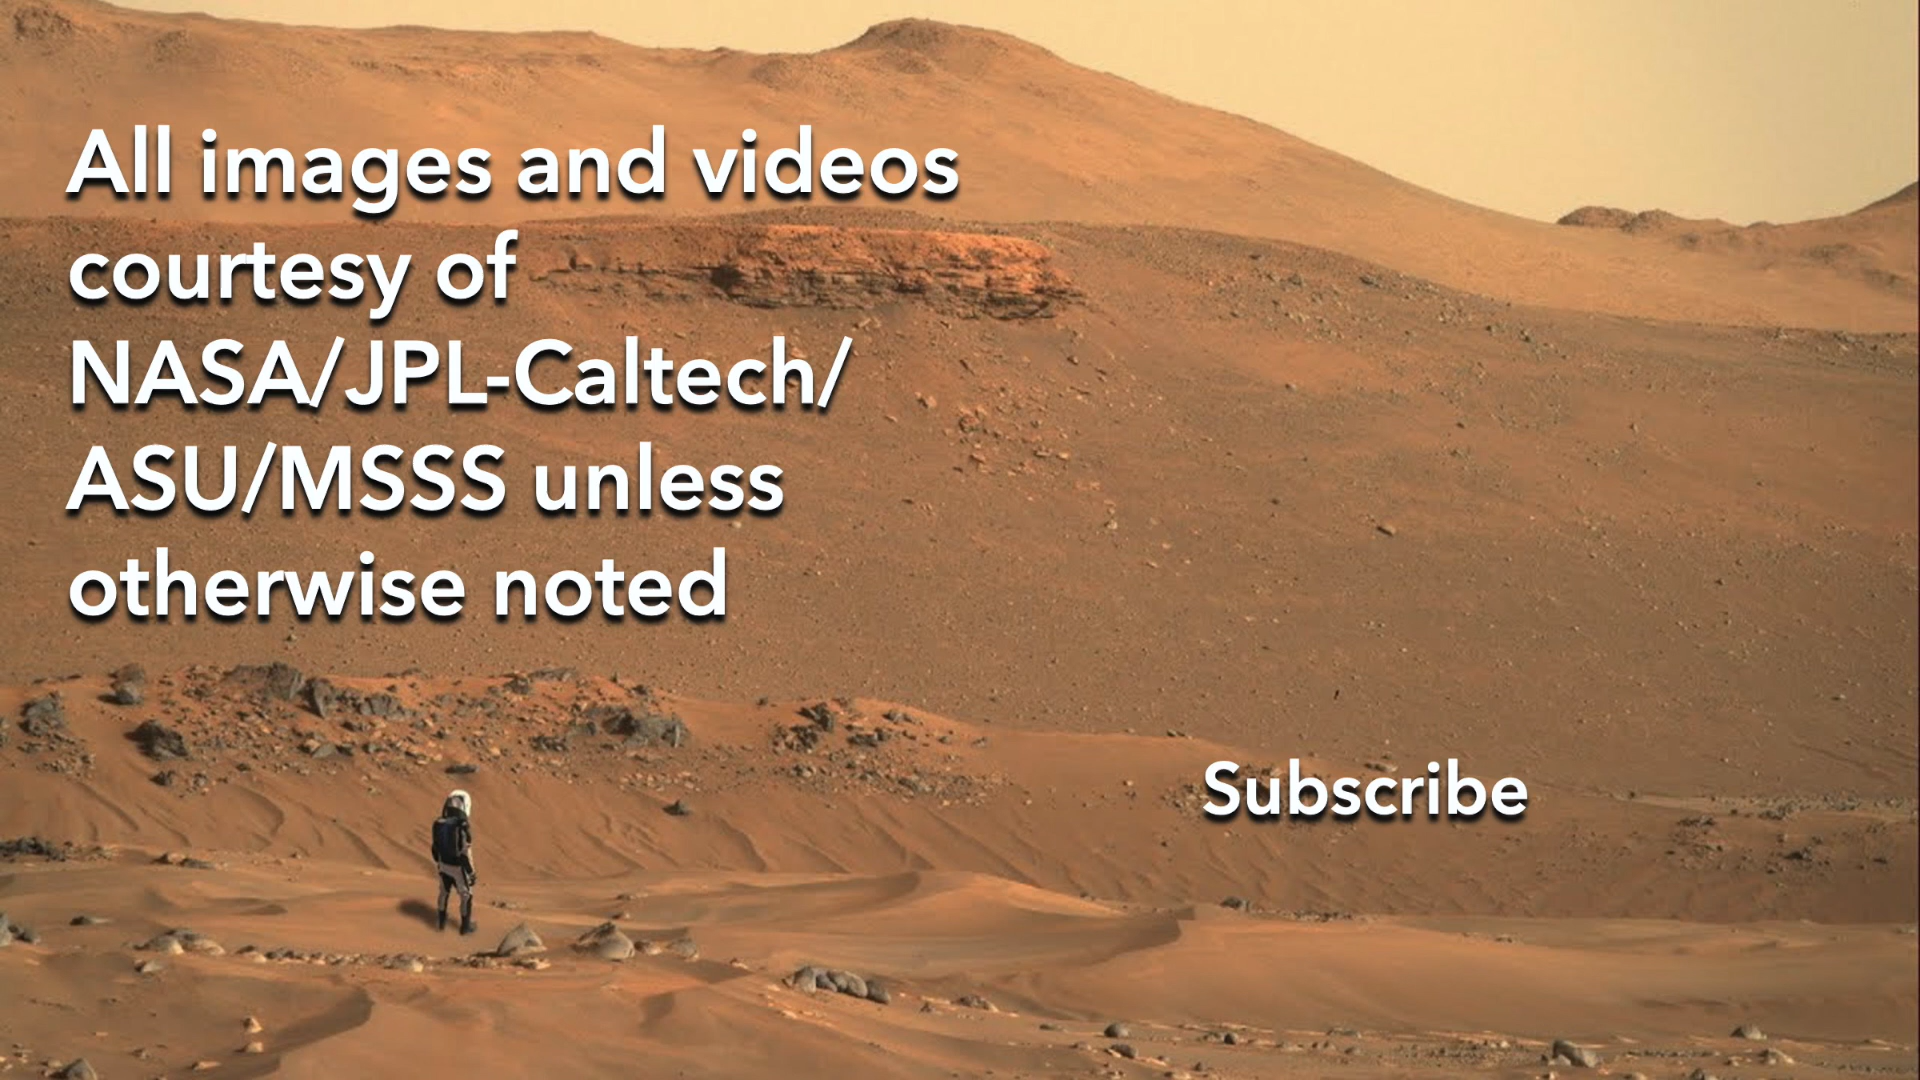 All images and videos
courtesy of
NASA/JPL-Caltech/
ASU/MSSS unless
otherwise noted
Subscribe